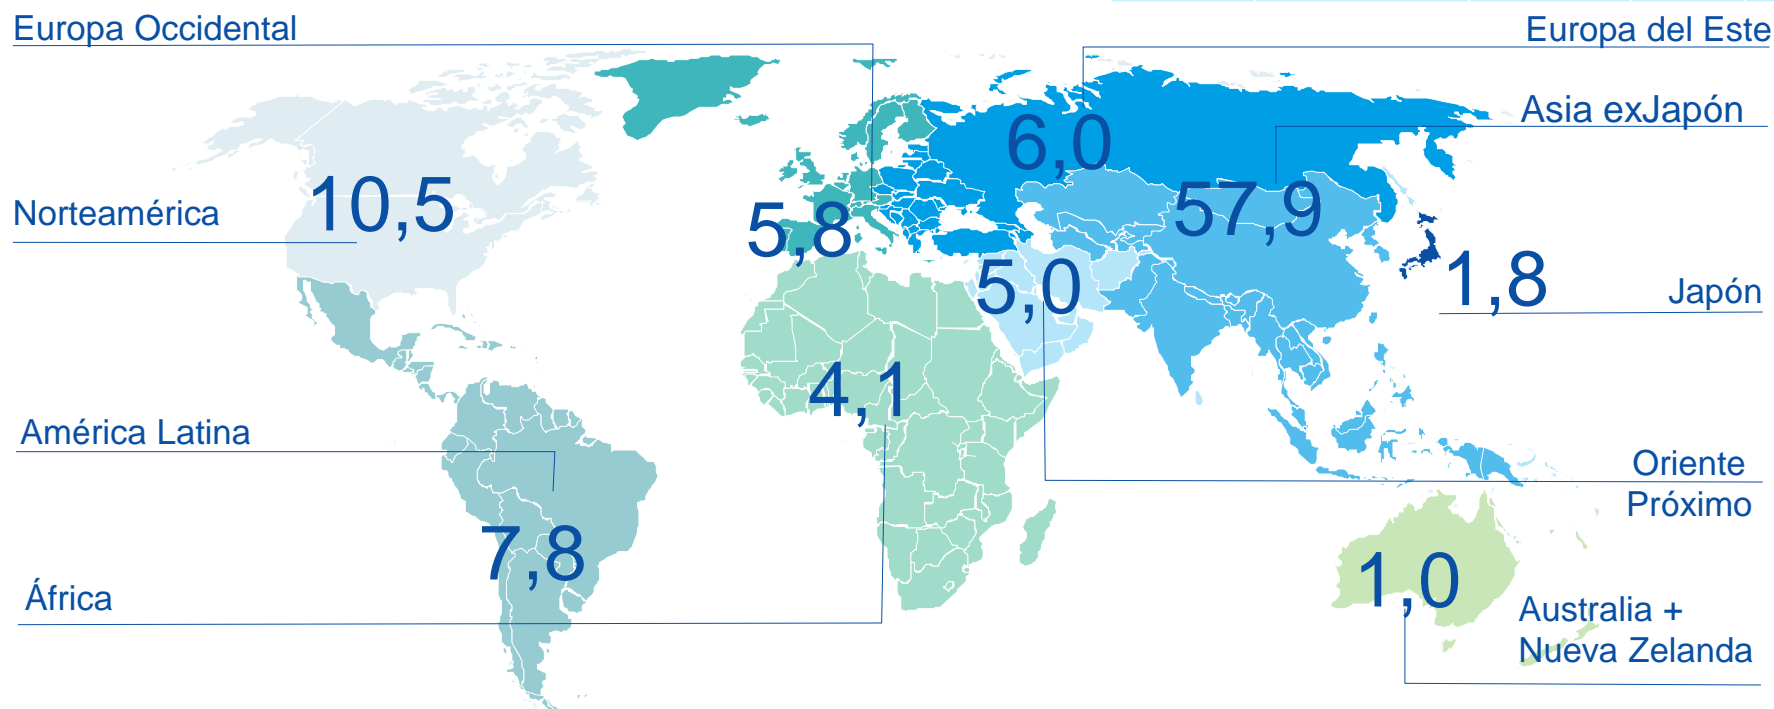 Europa Occidental
Europa del Este
Asia exJapón
6,0
10,5
57,9
Norteamérica
5,8
5,0
1,8
Japón
4,1
América Latina
Oriente
Próximo
7,8
1,0
África
Australia +
Nueva Zelanda